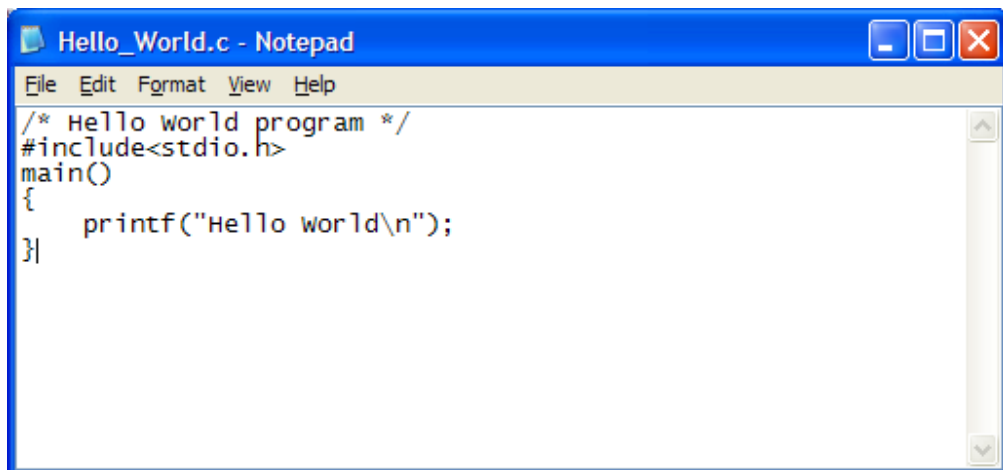 Hello_World.c - Notepad
File Edit Format View Help
/* Hello World program */
#include<stdio.h>
main()
{
    printf("Hello World\n");
}